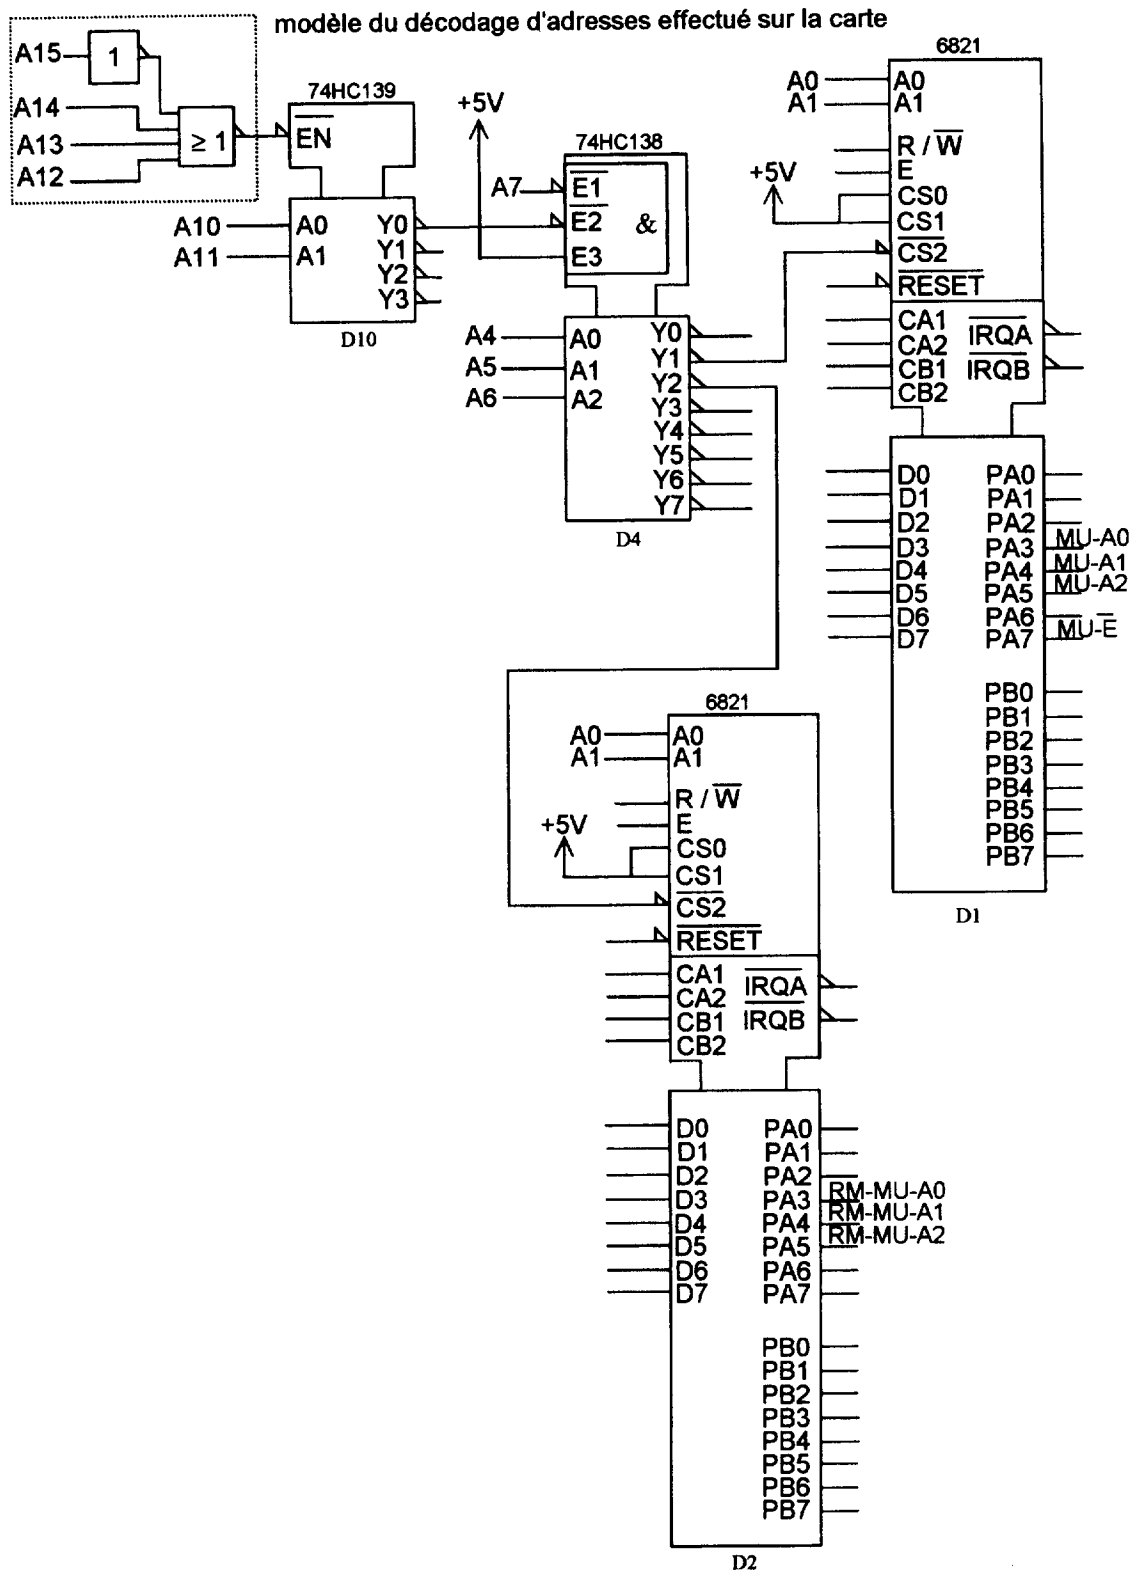 modèle du décodage d'adresses effectué sur la carte
A15
1
A14
A13
A12
≥ 1
74HC139
EN
A10
A11
A0
A1
Y0
Y1
Y2
Y3
D10
+5V
74HC138
A7
E1
E2
E3
&
A4
A5
A6
A0
A1
A2
Y0
Y1
Y2
Y3
Y4
Y5
Y6
Y7
D4
6821
A0
A1
A0
A1
R / W
E
+5V
CS0
CS1
CS2
RESET
CA1
CA2
CB1
CB2
IRQA
IRQB
D0
D1
D2
D3
D4
D5
D6
D7
PA0
PA1
PA2
PA3
PA4
PA5
PA6
PA7
MU-A0
MU-A1
MU-A2
MU-E
PB0
PB1
PB2
PB3
PB4
PB5
PB6
PB7
D1
6821
A0
A1
A0
A1
R / W
E
+5V
CS0
CS1
CS2
RESET
CA1
CA2
CB1
CB2
IRQA
IRQB
D0
D1
D2
D3
D4
D5
D6
D7
PA0
PA1
PA2
PA3
PA4
PA5
PA6
PA7
RM-MU-A0
RM-MU-A1
RM-MU-A2
PB0
PB1
PB2
PB3
PB4
PB5
PB6
PB7
D2